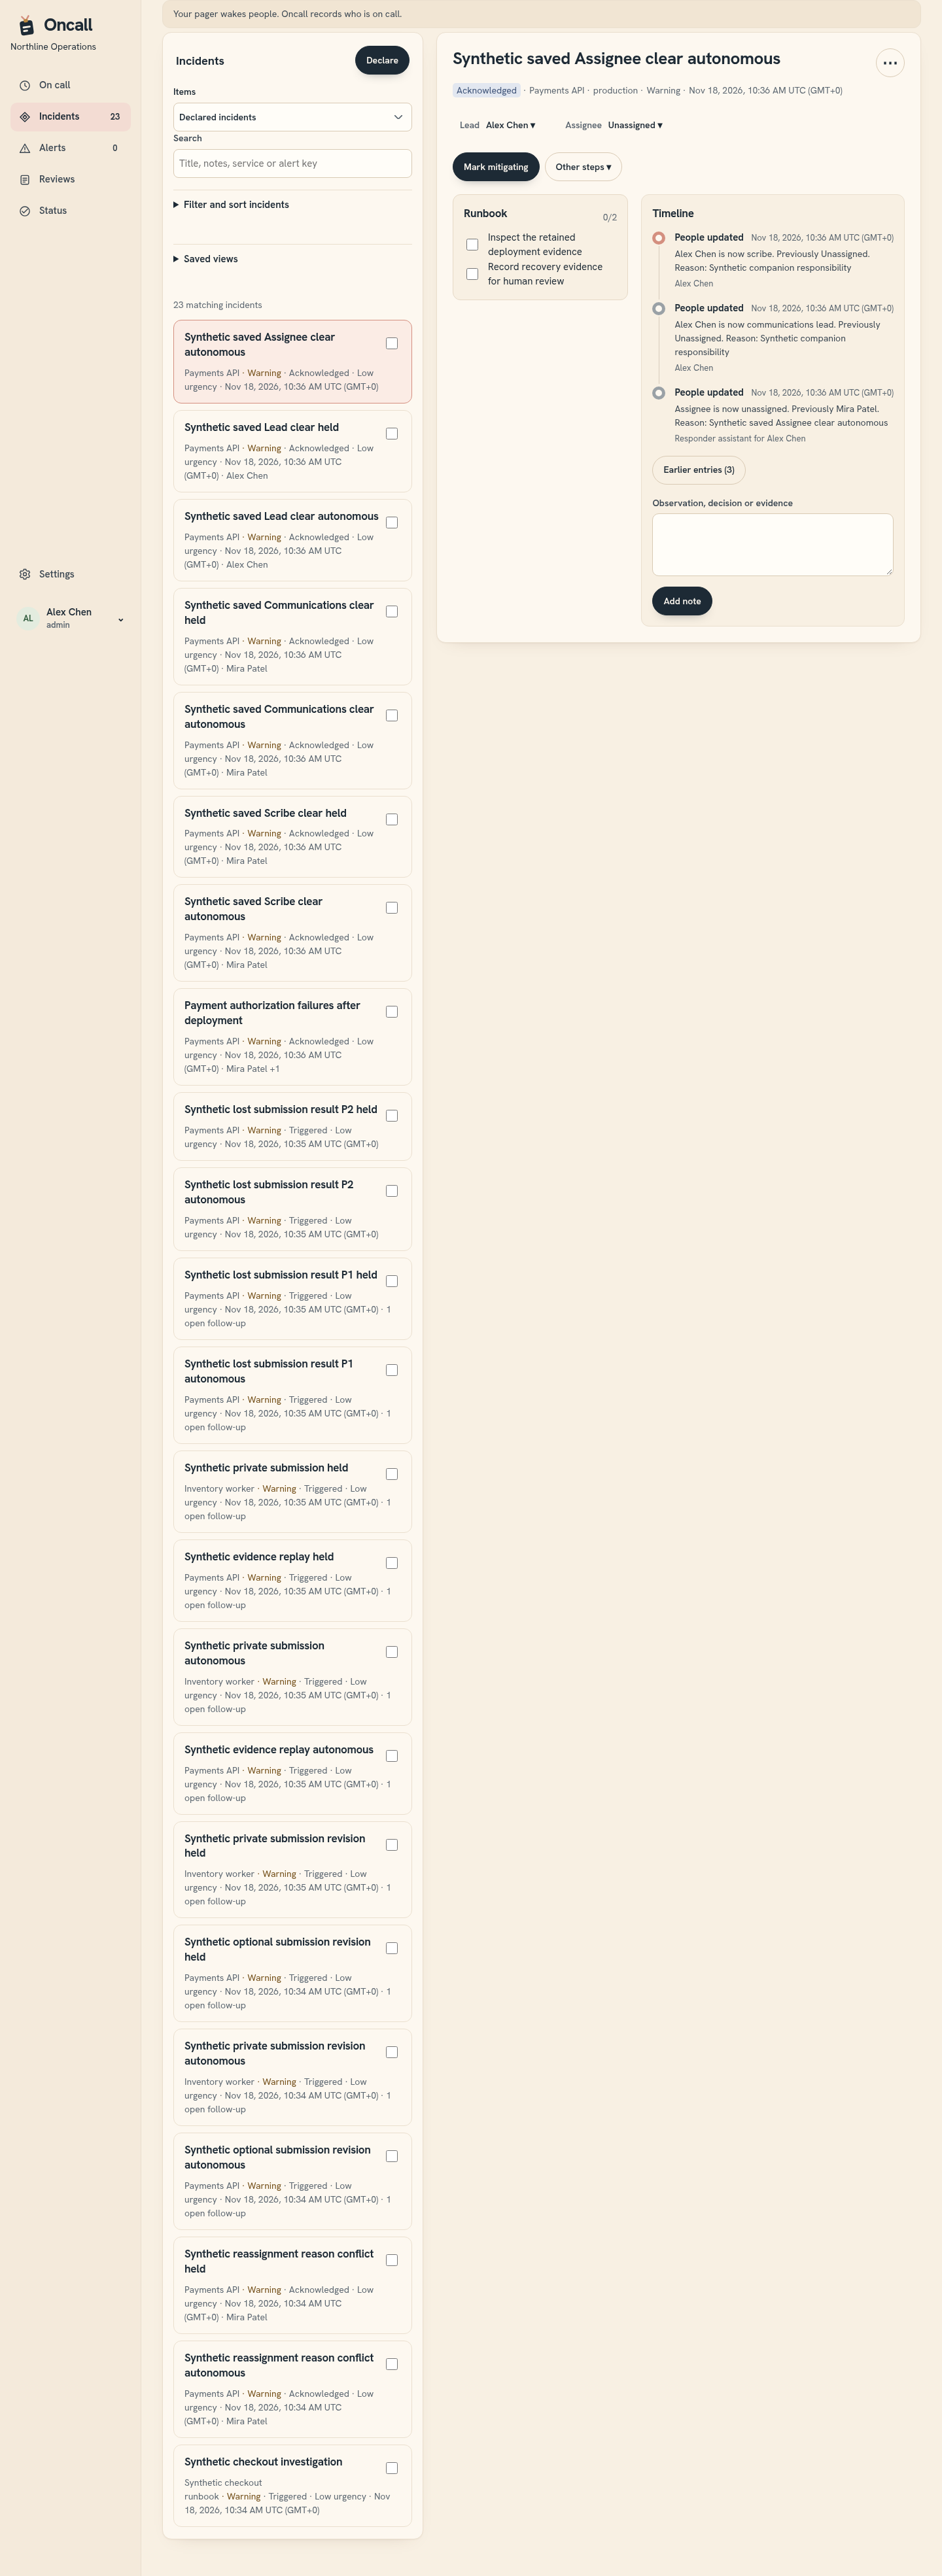 Oncall
Northline Operations
On call
Incidents 23
Alerts 0
Reviews
Status
Settings
AL
Alex Chen
admin
Your pager wakes people. Oncall records who is on call.
Incidents
Declare
Items
Declared incidents
Search
Title, notes, service or alert key
Filter and sort incidents
Saved views
23 matching incidents
Synthetic saved Assignee clear
autonomous
Payments API · Warning · Acknowledged · Low
urgency · Nov 18, 2026, 10:36 AM UTC (GMT+0)
Synthetic saved Lead clear held
Payments API · Warning · Acknowledged · Low
urgency · Nov 18, 2026, 10:36 AM UTC
(GMT+0) · Alex Chen
Synthetic saved Lead clear autonomous
Payments API · Warning · Acknowledged · Low
urgency · Nov 18, 2026, 10:36 AM UTC
(GMT+0) · Alex Chen
Synthetic saved Communications clear
held
Payments API · Warning · Acknowledged · Low
urgency · Nov 18, 2026, 10:36 AM UTC
(GMT+0) · Mira Patel
Synthetic saved Communications clear
autonomous
Payments API · Warning · Acknowledged · Low
urgency · Nov 18, 2026, 10:36 AM UTC
(GMT+0) · Mira Patel
Synthetic saved Scribe clear held
Payments API · Warning · Acknowledged · Low
urgency · Nov 18, 2026, 10:36 AM UTC
(GMT+0) · Mira Patel
Synthetic saved Scribe clear
autonomous
Payments API · Warning · Acknowledged · Low
urgency · Nov 18, 2026, 10:36 AM UTC
(GMT+0) · Mira Patel
Payment authorization failures after
deployment
Payments API · Warning · Acknowledged · Low
urgency · Nov 18, 2026, 10:36 AM UTC
(GMT+0) · Mira Patel +1
Synthetic lost submission result P2 held
Payments API · Warning · Triggered · Low
urgency · Nov 18, 2026, 10:35 AM UTC (GMT+0)
Synthetic lost submission result P2
autonomous
Payments API · Warning · Triggered · Low
urgency · Nov 18, 2026, 10:35 AM UTC (GMT+0)
Synthetic lost submission result P1 held
Payments API · Warning · Triggered · Low
urgency · Nov 18, 2026, 10:35 AM UTC (GMT+0) · 1
open follow-up
Synthetic lost submission result P1
autonomous
Payments API · Warning · Triggered · Low
urgency · Nov 18, 2026, 10:35 AM UTC (GMT+0) · 1
open follow-up
Synthetic private submission held
Inventory worker · Warning · Triggered · Low
urgency · Nov 18, 2026, 10:35 AM UTC (GMT+0) · 1
open follow-up
Synthetic evidence replay held
Payments API · Warning · Triggered · Low
urgency · Nov 18, 2026, 10:35 AM UTC (GMT+0) · 1
open follow-up
Synthetic private submission
autonomous
Inventory worker · Warning · Triggered · Low
urgency · Nov 18, 2026, 10:35 AM UTC (GMT+0) · 1
open follow-up
Synthetic evidence replay autonomous
Payments API · Warning · Triggered · Low
urgency · Nov 18, 2026, 10:35 AM UTC (GMT+0) · 1
open follow-up
Synthetic private submission revision
held
Inventory worker · Warning · Triggered · Low
urgency · Nov 18, 2026, 10:35 AM UTC (GMT+0) · 1
open follow-up
Synthetic optional submission revision
held
Payments API · Warning · Triggered · Low
urgency · Nov 18, 2026, 10:34 AM UTC (GMT+0) · 1
open follow-up
Synthetic private submission revision
autonomous
Inventory worker · Warning · Triggered · Low
urgency · Nov 18, 2026, 10:34 AM UTC (GMT+0) · 1
open follow-up
Synthetic optional submission revision
autonomous
Payments API · Warning · Triggered · Low
urgency · Nov 18, 2026, 10:34 AM UTC (GMT+0) · 1
open follow-up
Synthetic reassignment reason conflict
held
Payments API · Warning · Acknowledged · Low
urgency · Nov 18, 2026, 10:34 AM UTC
(GMT+0) · Mira Patel
Synthetic reassignment reason conflict
autonomous
Payments API · Warning · Acknowledged · Low
urgency · Nov 18, 2026, 10:34 AM UTC
(GMT+0) · Mira Patel
Synthetic checkout investigation
Synthetic checkout
runbook · Warning · Triggered · Low urgency · Nov
18, 2026, 10:34 AM UTC (GMT+0)
Synthetic saved Assignee clear autonomous
Acknowledged · Payments API · production · Warning · Nov 18, 2026, 10:36 AM UTC (GMT+0)
Lead Alex Chen ▾ Assignee Unassigned ▾
Mark mitigating
Other steps ▾
Runbook 0/2
Inspect the retained
deployment evidence
Record recovery evidence
for human review
Timeline
People updated Nov 18, 2026, 10:36 AM UTC (GMT+0)
Alex Chen is now scribe. Previously Unassigned.
Reason: Synthetic companion responsibility
Alex Chen
People updated Nov 18, 2026, 10:36 AM UTC (GMT+0)
Alex Chen is now communications lead. Previously
Unassigned. Reason: Synthetic companion
responsibility
Alex Chen
People updated Nov 18, 2026, 10:36 AM UTC (GMT+0)
Assignee is now unassigned. Previously Mira Patel.
Reason: Synthetic saved Assignee clear autonomous
Responder assistant for Alex Chen
Earlier entries (3)
Observation, decision or evidence
Add note